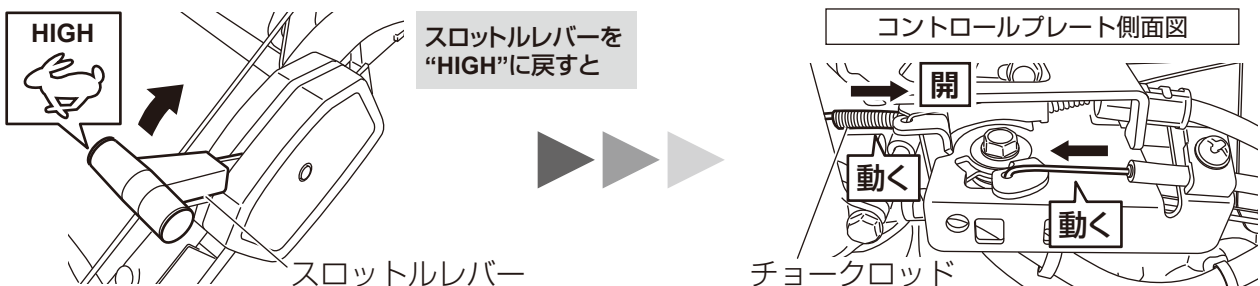 HIGH
スロットルレバーを
“HIGH”に戻すと
スロットルレバー
コントロールプレート側面図
開
動く
動く
チョークロッド